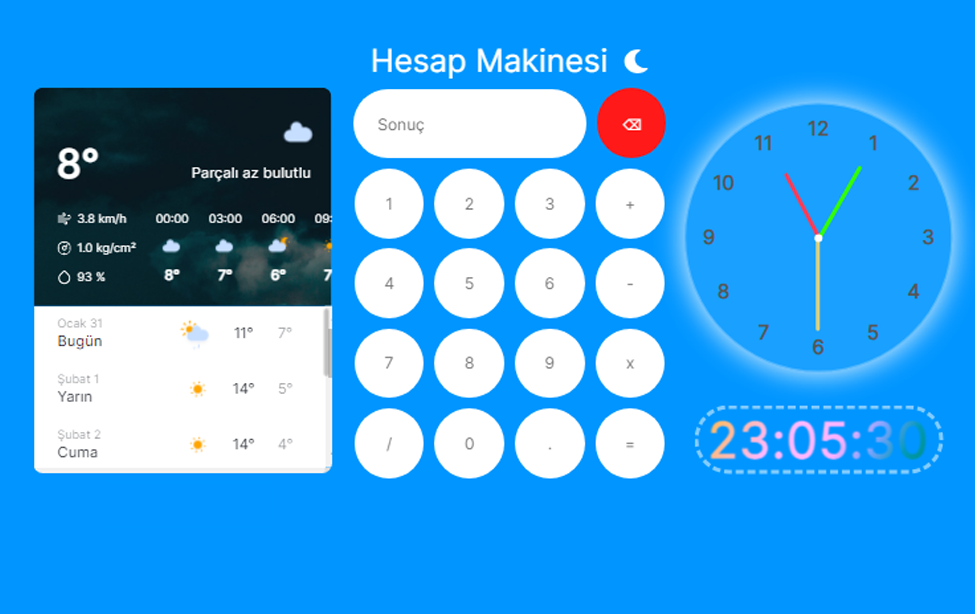 Hesap Makinesi
8°
Parçalı az bulutlu
3.8 km/h 00:00 03:00 06:00 09:
1.0 kg/cm²
93 % 8° 7° 6° 7
Ocak 31
Bugün 11° 7°
Şubat 1
Yarın 14° 5°
Şubat 2
Cuma 14° 4°
Sonuç ⌫
1 2 3 +
4 5 6 -
7 8 9 x
/ 0 . =
12
11 1
10 2
9 3
8 4
7 5
6
23:05:30